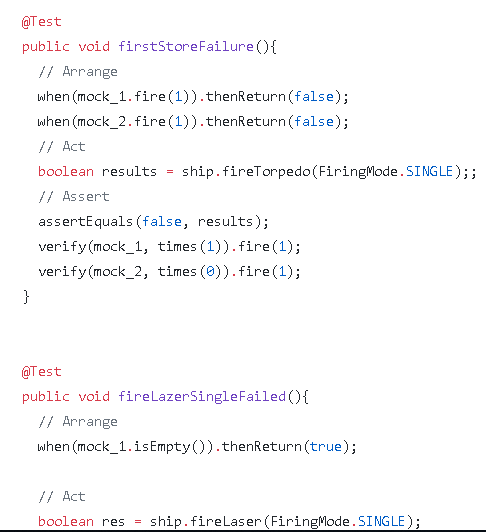 @Test
public void firstStoreFailure(){
// Arrange
when(mock_1.fire(1)).thenReturn(false);
when(mock_2.fire(1)).thenReturn(false);
// Act
boolean results = ship.fireTorpedo(FiringMode.SINGLE);;
// Assert
assertEquals(false, results);
verify(mock_1, times(1)).fire(1);
verify(mock_2, times(0)).fire(1);
}
@Test
public void fireLazerSingleFailed(){
// Arrange
when(mock_1.isEmpty()).thenReturn(true);
// Act
boolean res = ship.fireLaser(FiringMode.SINGLE);